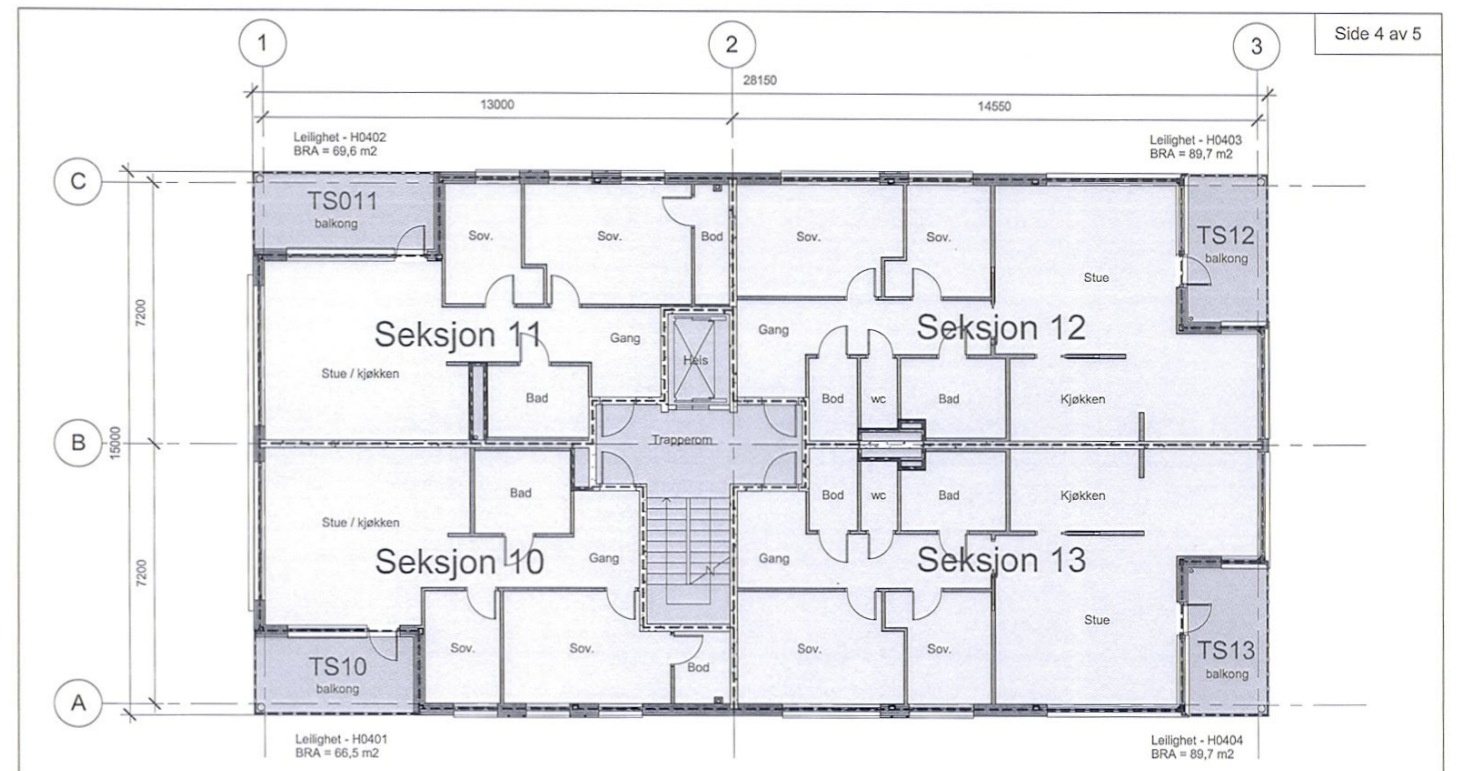 Side 4 av 5
1
2
3
28150
13000
14550
Leilighet - H0402
BRA = 69,6 m2
Leilighet - H0403
BRA = 89,7 m2
C
TS011
balkong
Sov.
Sov.
Bod
Sov.
Sov.
Stue
TS12
balkong
7200
Seksjon 11
Gang
Heis
Gang
Seksjon 12
Stue / kjøkken
Bad
Bod
wc
Bad
Kjøkken
B
15000
Trapperom
Stue / kjøkken
Bad
Bod
wc
Bad
Kjøkken
7200
Seksjon 10
Gang
Gang
Seksjon 13
Stue
TS10
balkong
Sov.
Sov.
Bod
Sov.
Sov.
TS13
balkong
A
Leilighet - H0401
BRA = 66,5 m2
Leilighet - H0404
BRA = 89,7 m2